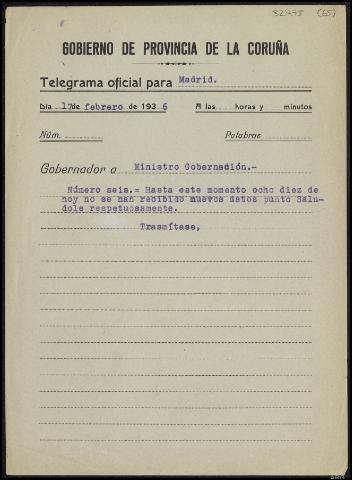 82475 (65)
GOBIERNO DE PROVINCIA DE LA CORUÑA
Telegrama oficial para Madrid.
Día 17 de febrero de 1936 A las horas y minutos
Núm. Palabras
Gobernador a Ministro Gobernación.-
Número seis.= Hasta este momento ocho diez de
hoy no se han recibido nuevos datos punto Salu-
dole respetuosamente.
Trasmítase,